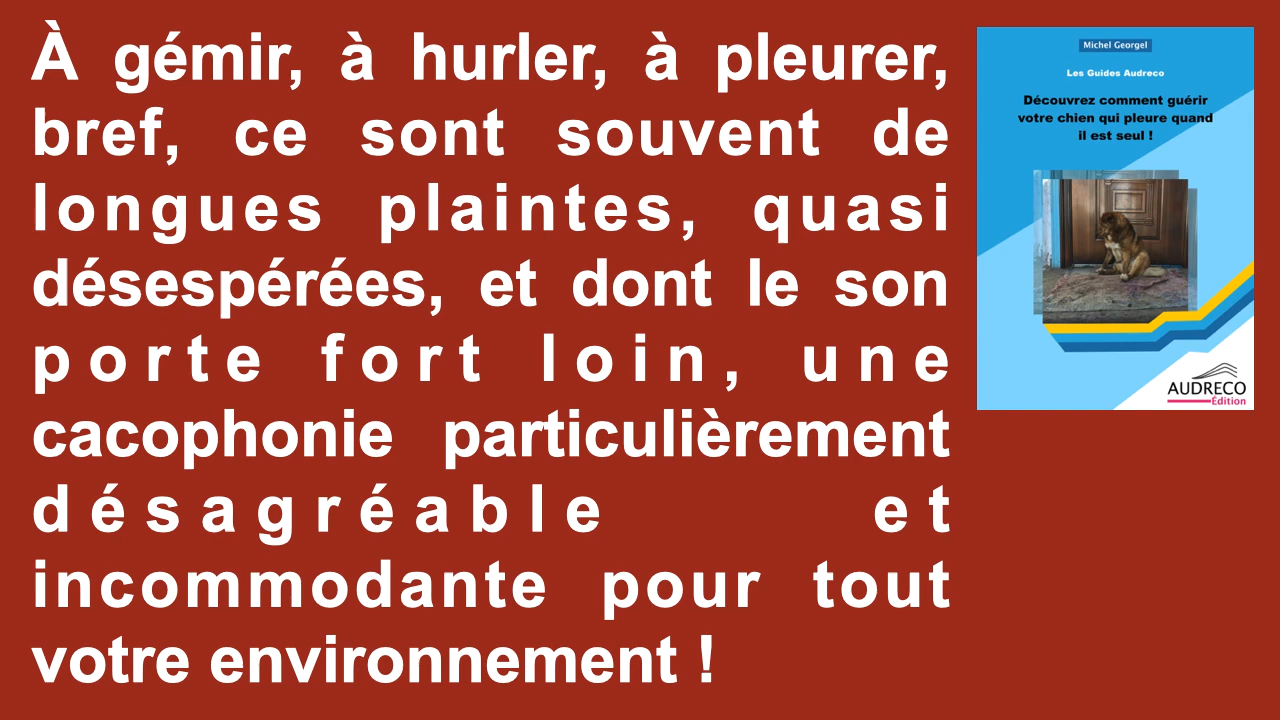 À gémir, à hurler, à pleurer,
bref, ce sont souvent de
longues plaintes, quasi
désespérées, et dont le son
porte fort loin, une
cacophonie particulièrement
désagréable et
incommodante pour tout
votre environnement !
Michel Georgel
Les Guides Audreco
Découvrez comment guérir
votre chien qui pleure quand
il est seul !
AUDRECO
Édition